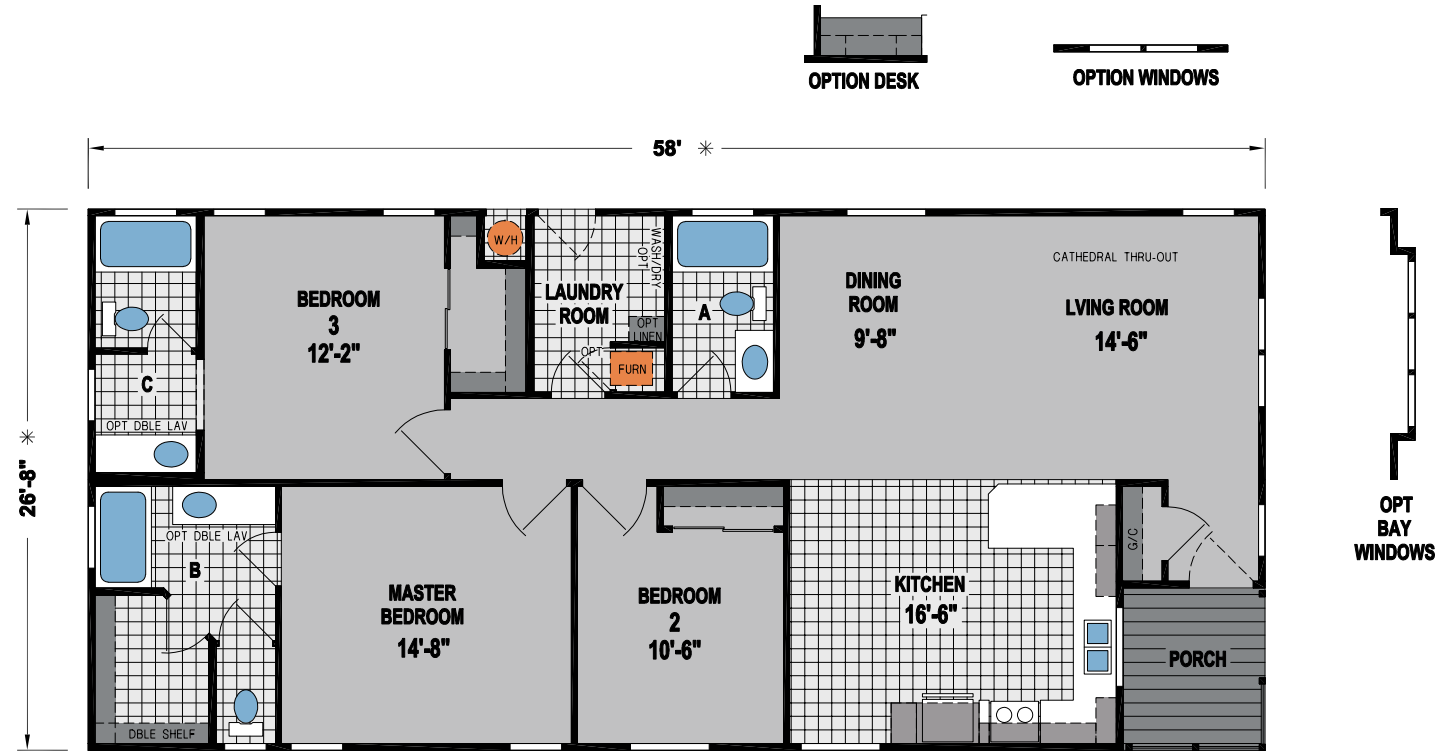 OPTION DESK
OPTION WINDOWS
58' ✳
26'-8" ✳
BEDROOM
3
12'-2"
W/H
LAUNDRY
ROOM
WASH/DRY
OPT
OPT
LINEN
OPT
FURN
A
DINING
ROOM
9'-8"
CATHEDRAL THRU-OUT
LVING ROOM
14'-6"
C
OPT DBLE LAV
OPT DBLE LAV
B
DBLE SHELF
MASTER
BEDROOM
14'-8"
BEDROOM
2
10'-6"
KITCHEN
16'-6"
G/C
PORCH
OPT
BAY
WINDOWS